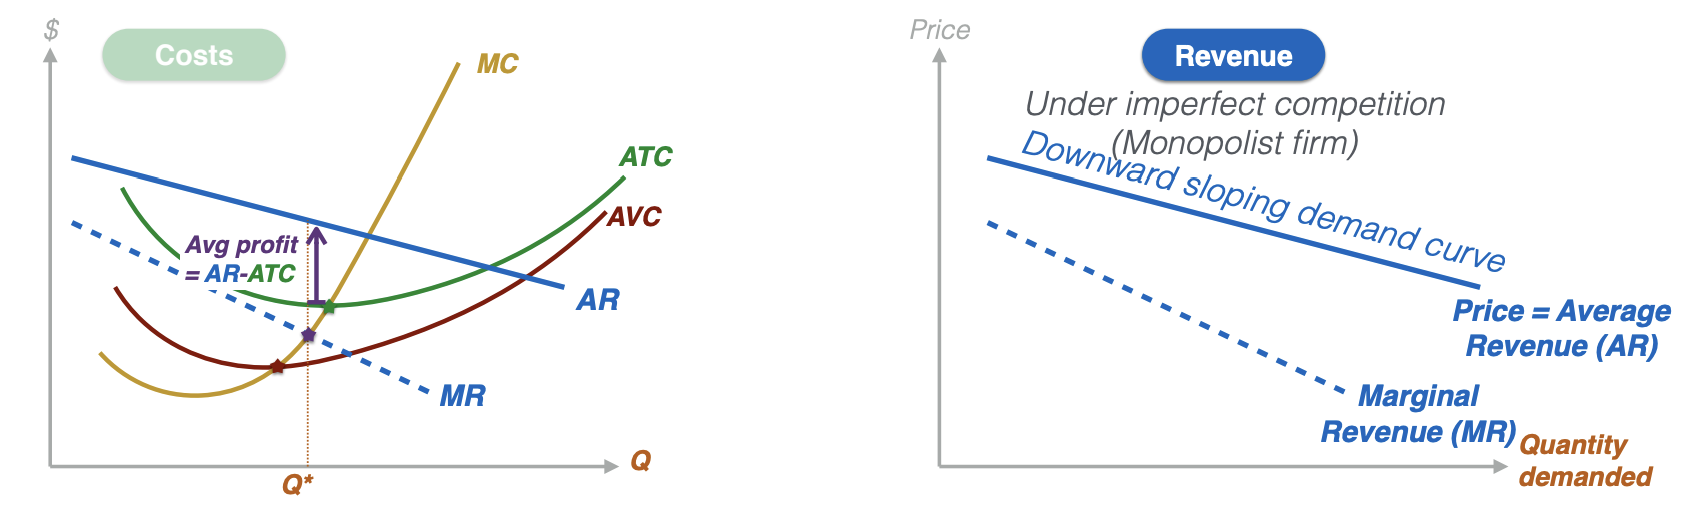 $
Costs
MC
ATC
AVC
Avg profit
= AR-ATC
AR
MR
Q
Q*
Price
Revenue
Under imperfect competition
(Monopolist firm)
Downward sloping demand curve
Price = Average
Revenue (AR)
Marginal
Revenue (MR)
Quantity
demanded